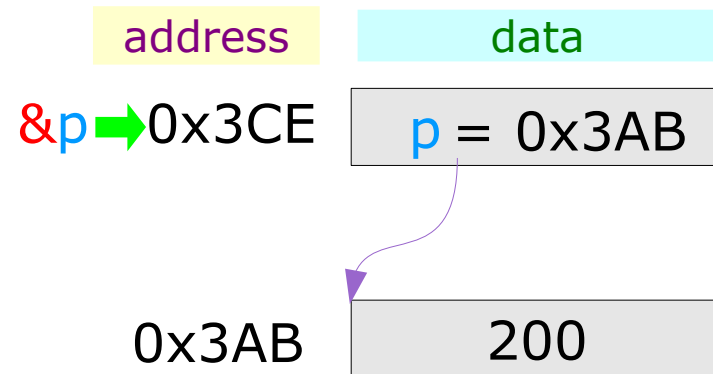 address data
&p 0x3CE p = 0x3AB
0x3AB 200